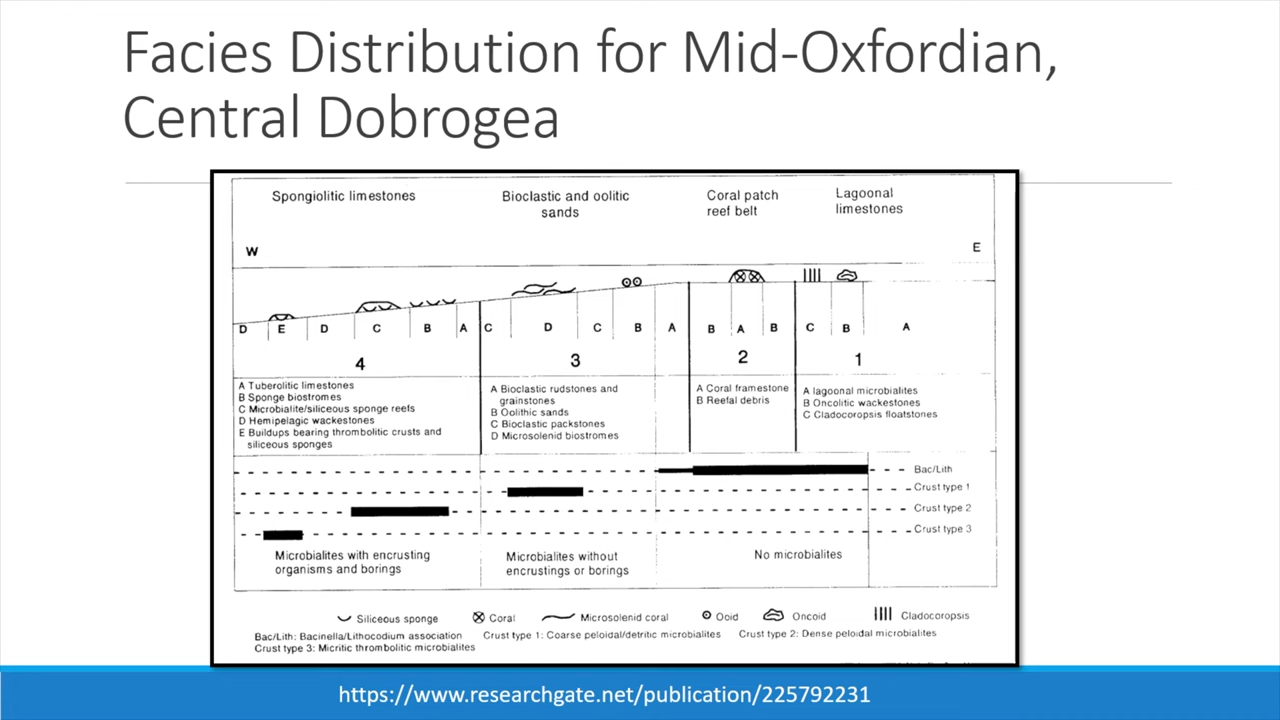 Facies Distribution for Mid-Oxfordian,
Central Dobrogea
Spongiolitic limestones
Bioclastic and oolitic
sands
Coral patch
reef belt
Lagoonal
limestones
W
E
D E D C B A C D C B A B A B C B A
4 3 2 1
A Tuberolitic limestones
B Sponge biostromes
C Microbialite/siliceous sponge reefs
D Hemipelagic wackestones
E Buildups bearing thrombolitic crusts and
siliceous sponges
A Bioclastic rudstones and
grainstones
B Oolithic sands
C Bioclastic packstones
D Microsolenid biostromes
A Coral framestone
B Reefal debris
A lagoonal microbialites
B Oncolitic wackestones
C Cladocoropsis floatstones
Bac/Lith
Crust type 1
Crust type 2
Crust type 3
Microbialites with encrusting
organisms and borings
Microbialites without
encrustings or borings
No microbialites
Siliceous sponge Coral Microsolenid coral Ooid Oncoid Cladocoropsis
Bac/Lith: Bacinella/Lithocodium association Crust type 1: Coarse peloidal/detritic microbialites Crust type 2: Dense peloidal microbialites
Crust type 3: Micritic thrombolitic microbialites
https://www.researchgate.net/publication/225792231